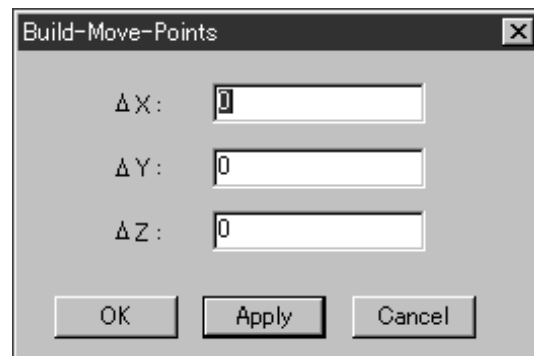 Build-Move-Points
ΔX: 0
ΔY: 0
ΔZ: 0
OK Apply Cancel